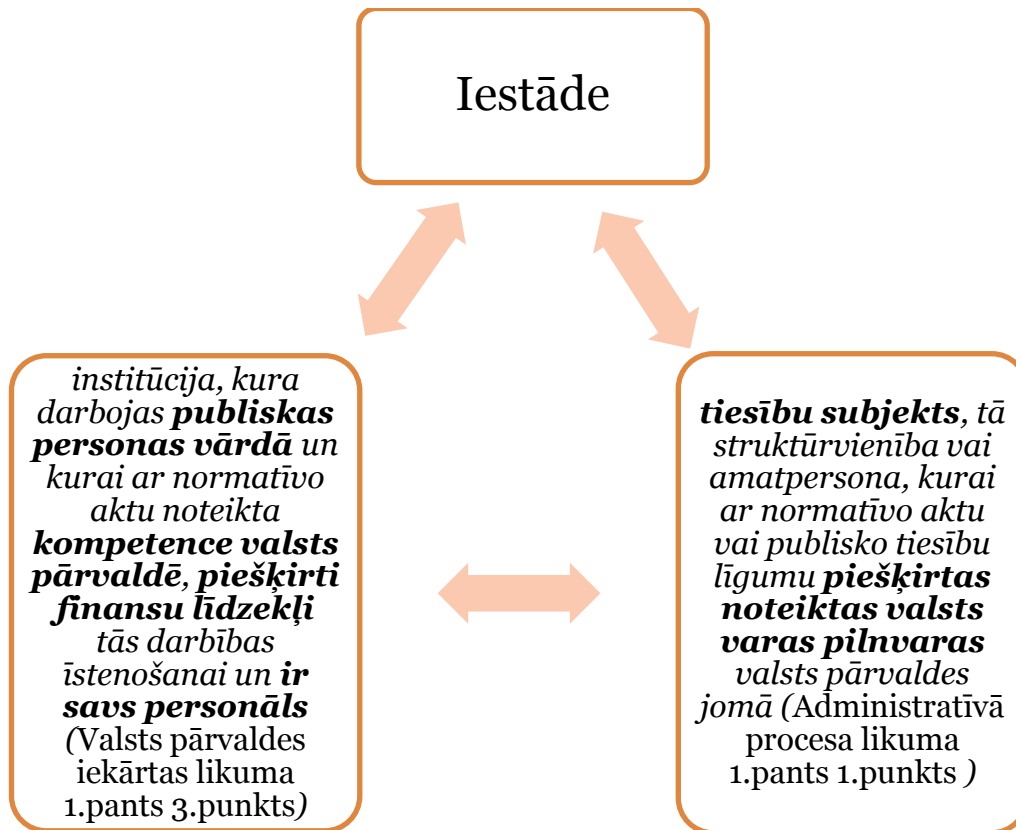 Iestāde
institūcija, kura
darbojas publiskas
personas vārdā un
kurai ar normatīvo
aktu noteikta
kompetence valsts
pārvaldē, piešķirti
finansu līdzekļi
tās darbības
īstenošanai un ir
savs personāls
(Valsts pārvaldes
iekārtas likuma
1.pants 3.punkts)
tiesību subjekts, tā
struktūrvienība vai
amatpersona, kurai
ar normatīvo aktu
vai publisko tiesību
līgumu piešķirtas
noteiktas valsts
varas pilnvaras
valsts pārvaldes
jomā (Administratīvā
procesa likuma
1.pants 1.punkts )